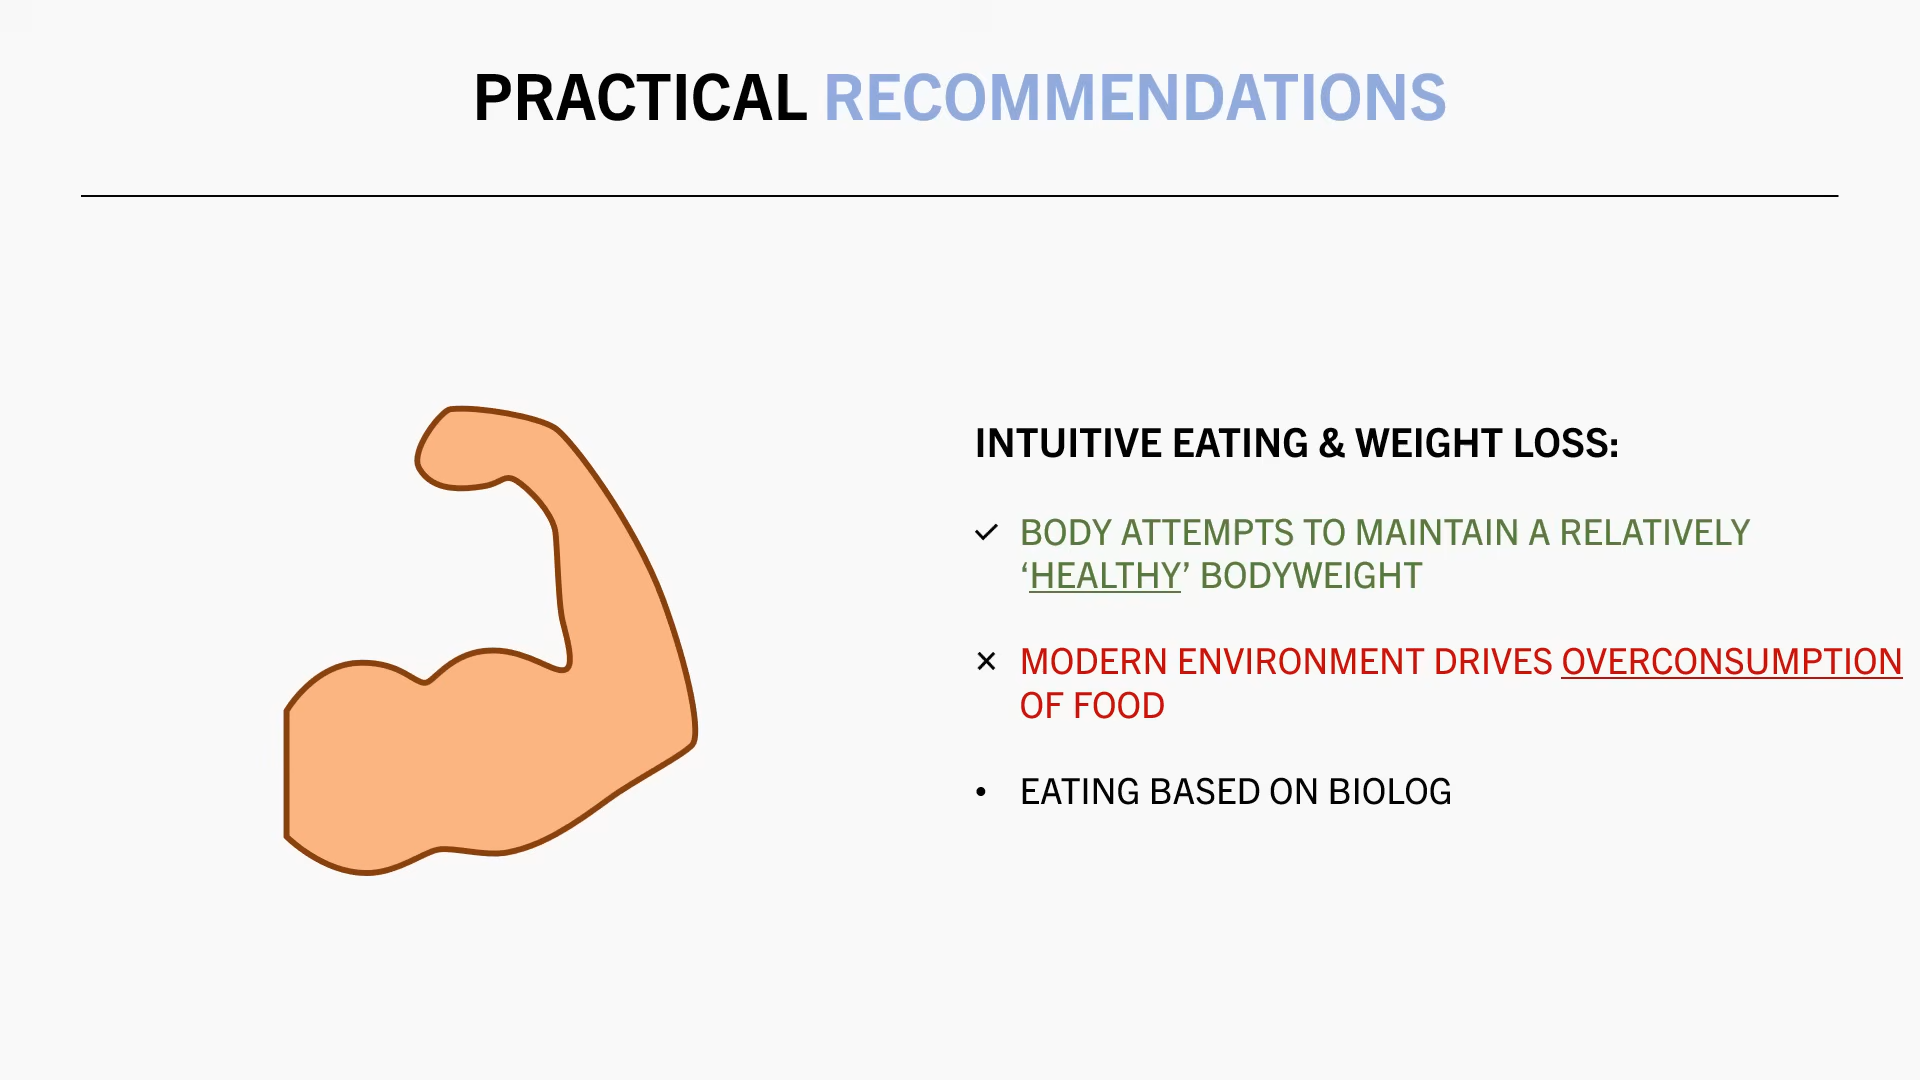 PRACTICAL RECOMMENDATIONS
INTUITIVE EATING & WEIGHT LOSS:
✓ BODY ATTEMPTS TO MAINTAIN A RELATIVELY
‘HEALTHY’ BODYWEIGHT
✕ MODERN ENVIRONMENT DRIVES OVERCONSUMPTION
OF FOOD
• EATING BASED ON BIOLOG